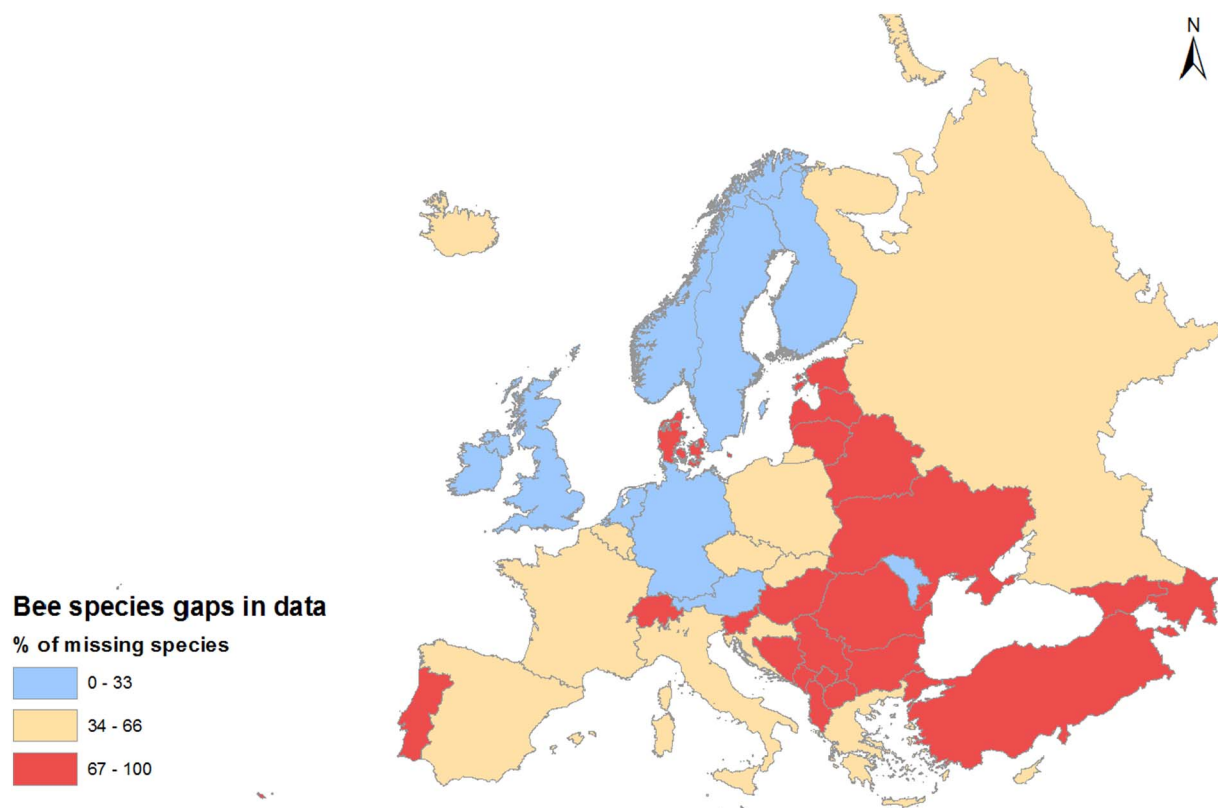 N
Bee species gaps in data
% of missing species
0 - 33
34 - 66
67 - 100